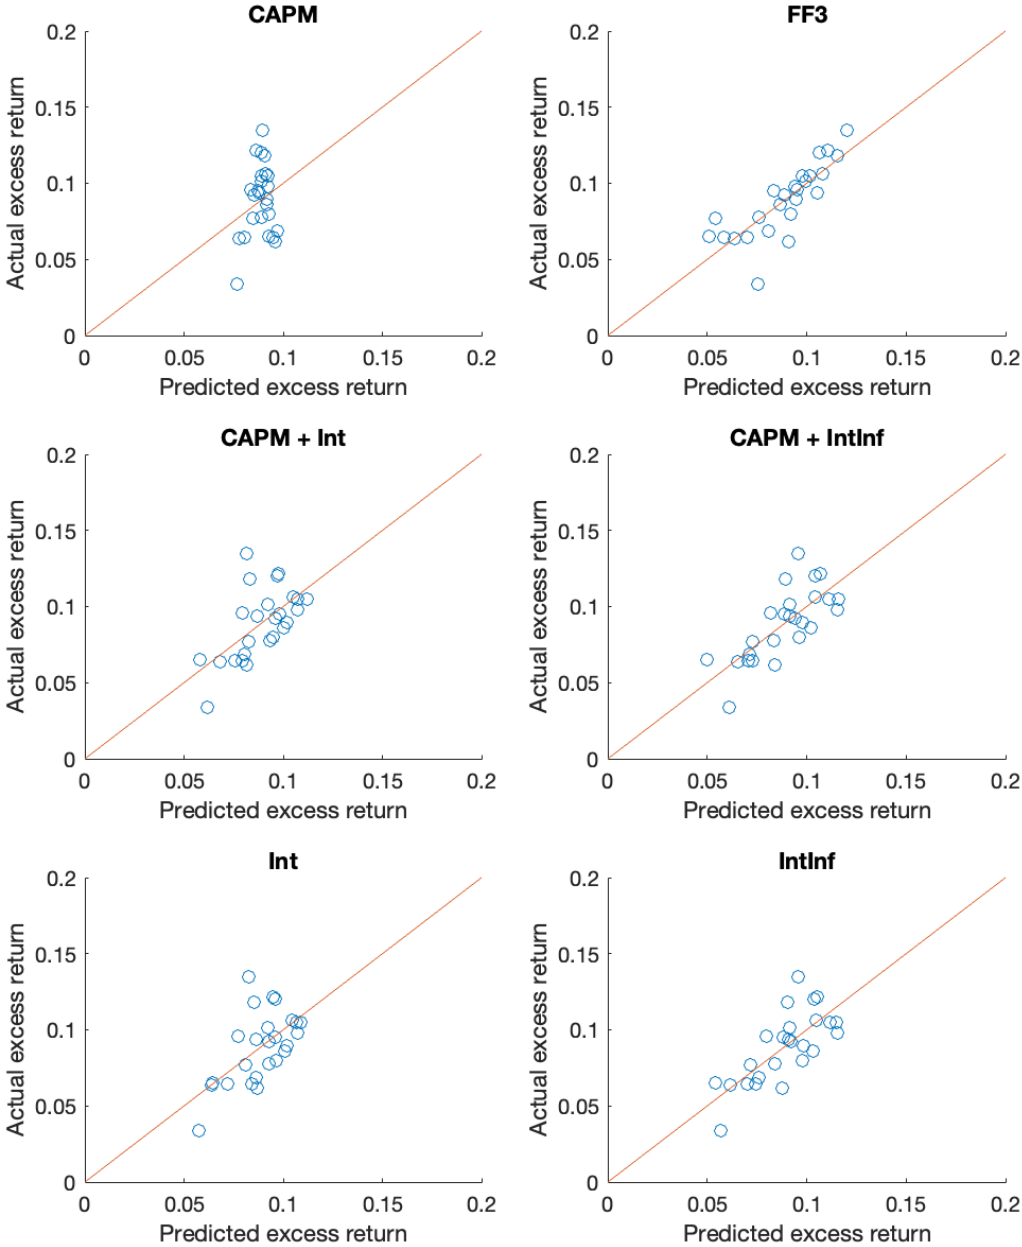 CAPM
0.2
0.15
0.1
0.05
0
0 0.05 0.1 0.15 0.2
Actual excess return
Predicted excess return
FF3
0.2
0.15
0.1
0.05
0
0 0.05 0.1 0.15 0.2
Actual excess return
Predicted excess return
CAPM + Int
0.2
0.15
0.1
0.05
0
0 0.05 0.1 0.15 0.2
Actual excess return
Predicted excess return
CAPM + IntInf
0.2
0.15
0.1
0.05
0
0 0.05 0.1 0.15 0.2
Actual excess return
Predicted excess return
Int
0.2
0.15
0.1
0.05
0
0 0.05 0.1 0.15 0.2
Actual excess return
Predicted excess return
IntInf
0.2
0.15
0.1
0.05
0
0 0.05 0.1 0.15 0.2
Actual excess return
Predicted excess return